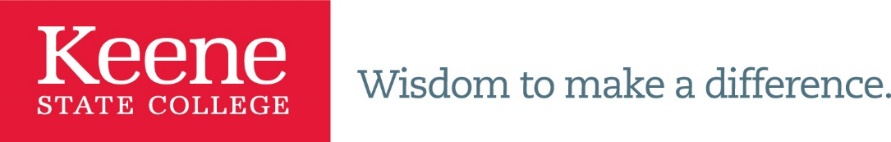 Keene
STATE COLLEGE
Wisdom to make a difference.